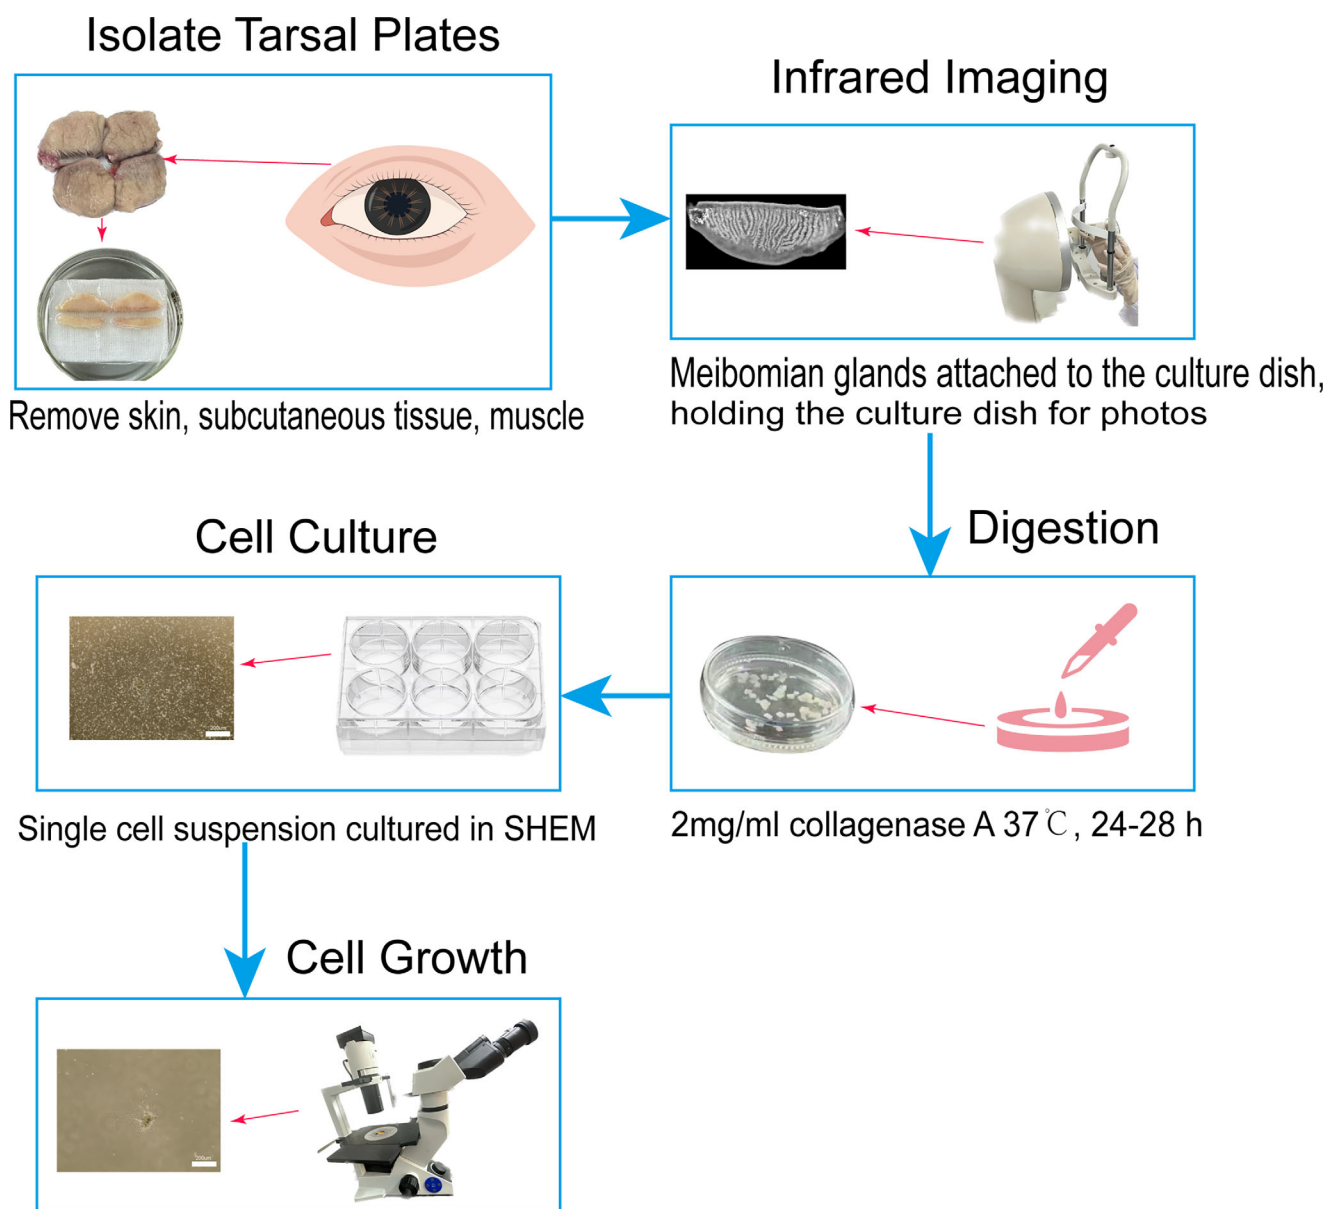 Isolate Tarsal Plates
Remove skin, subcutaneous tissue, muscle
Infrared Imaging
Meibomian glands attached to the culture dish,
holding the culture dish for photos
Digestion
2mg/ml collagenase A 37℃, 24-28 h
Cell Culture
200μm
Single cell suspension cultured in SHEM
Cell Growth
200μm